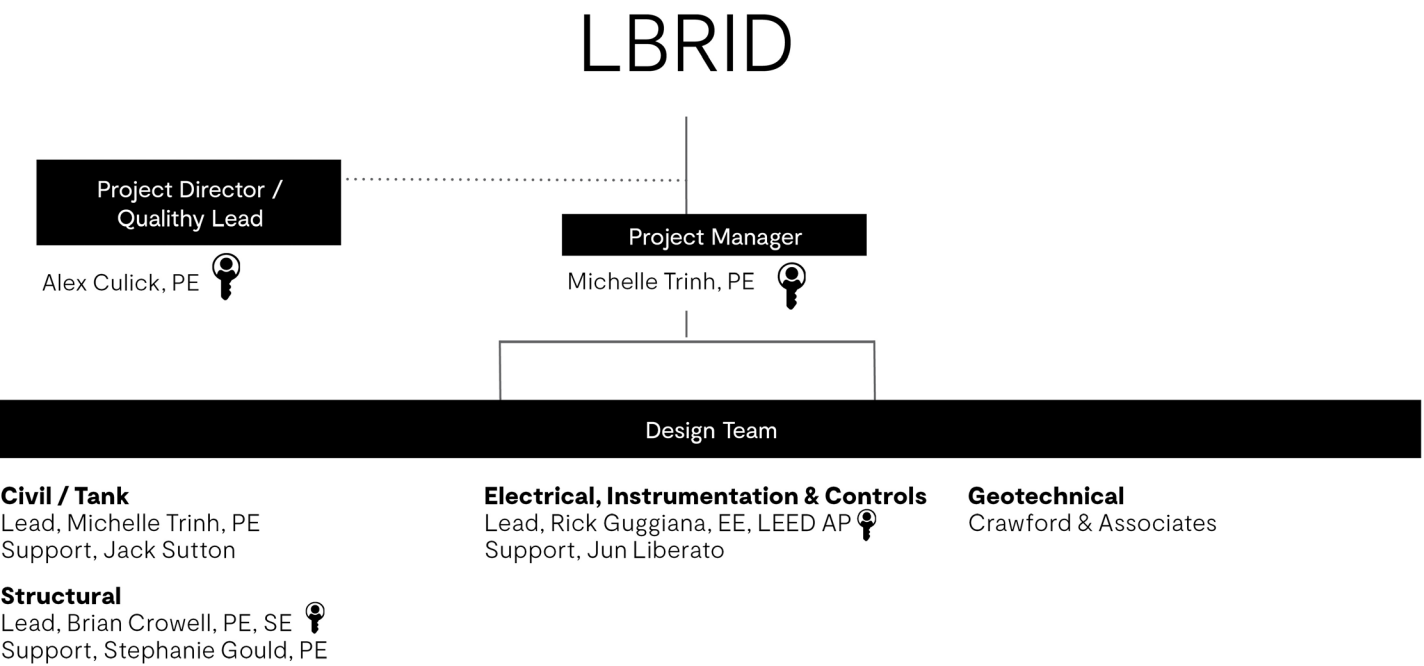 LBRID
Project Director /
Qualithy Lead
Alex Culick, PE
Project Manager
Michelle Trinh, PE
Design Team
Civil / Tank
Lead, Michelle Trinh, PE
Support, Jack Sutton
Structural
Lead, Brian Crowell, PE, SE
Support, Stephanie Gould, PE
Electrical, Instrumentation & Controls
Lead, Rick Guggiana, EE, LEED AP
Support, Jun Liberato
Geotechnical
Crawford & Associates